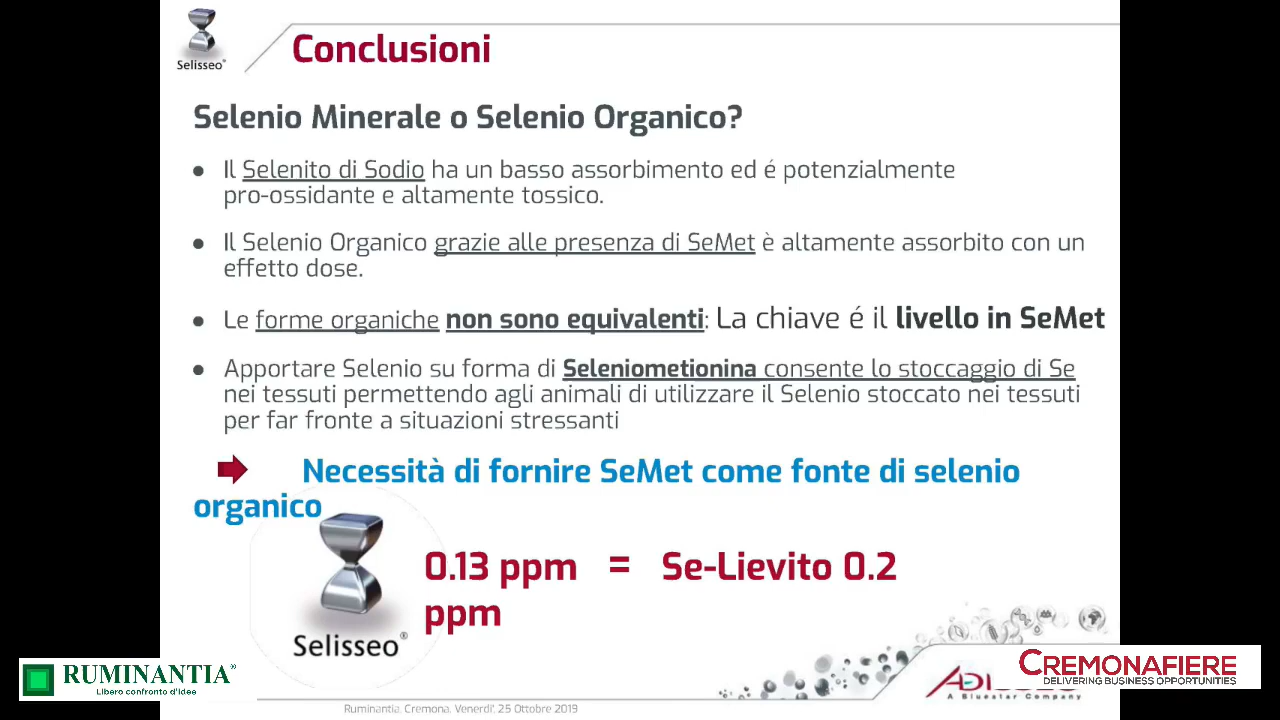 Selisseo®
Conclusioni
Selenio Minerale o Selenio Organico?
● Il Selenito di Sodio ha un basso assorbimento ed é potenzialmente
pro-ossidante e altamente tossico.
● Il Selenio Organico grazie alle presenza di SeMet è altamente assorbito con un
effetto dose.
● Le forme organiche non sono equivalenti: La chiave é il livello in SeMet
● Apportare Selenio su forma di Seleniometionina consente lo stoccaggio di Se
nei tessuti permettendo agli animali di utilizzare il Selenio stoccato nei tessuti
per far fronte a situazioni stressanti
Necessità di fornire SeMet come fonte di selenio
organico
0.13 ppm = Se-Lievito 0.2
ppm
Selisseo®
RUMINANTIA®
Libero confronto d'Idee
CREMONAFIERE
DELIVERING BUSINESS OPPORTUNITIES
A Bluestar Company
Ruminantia. Cremona. Venerdi'. 25 Ottobre 2019